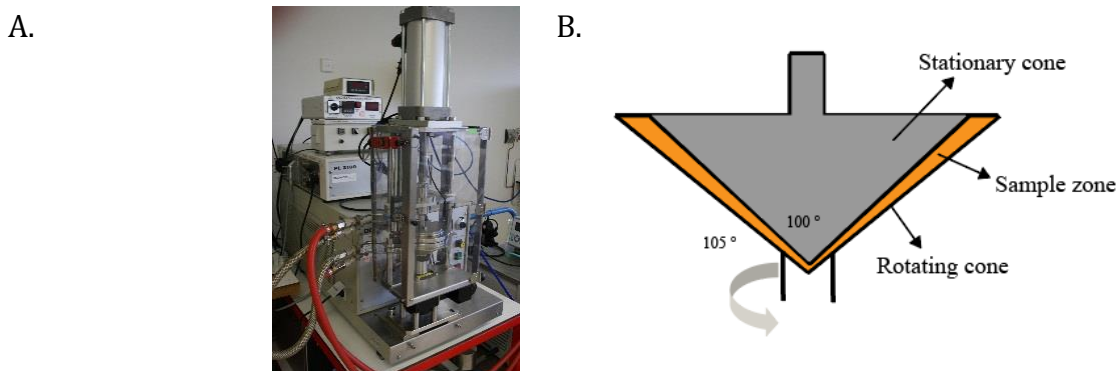 A.
B.
Stationary cone
Sample zone
100 °
105 °
Rotating cone